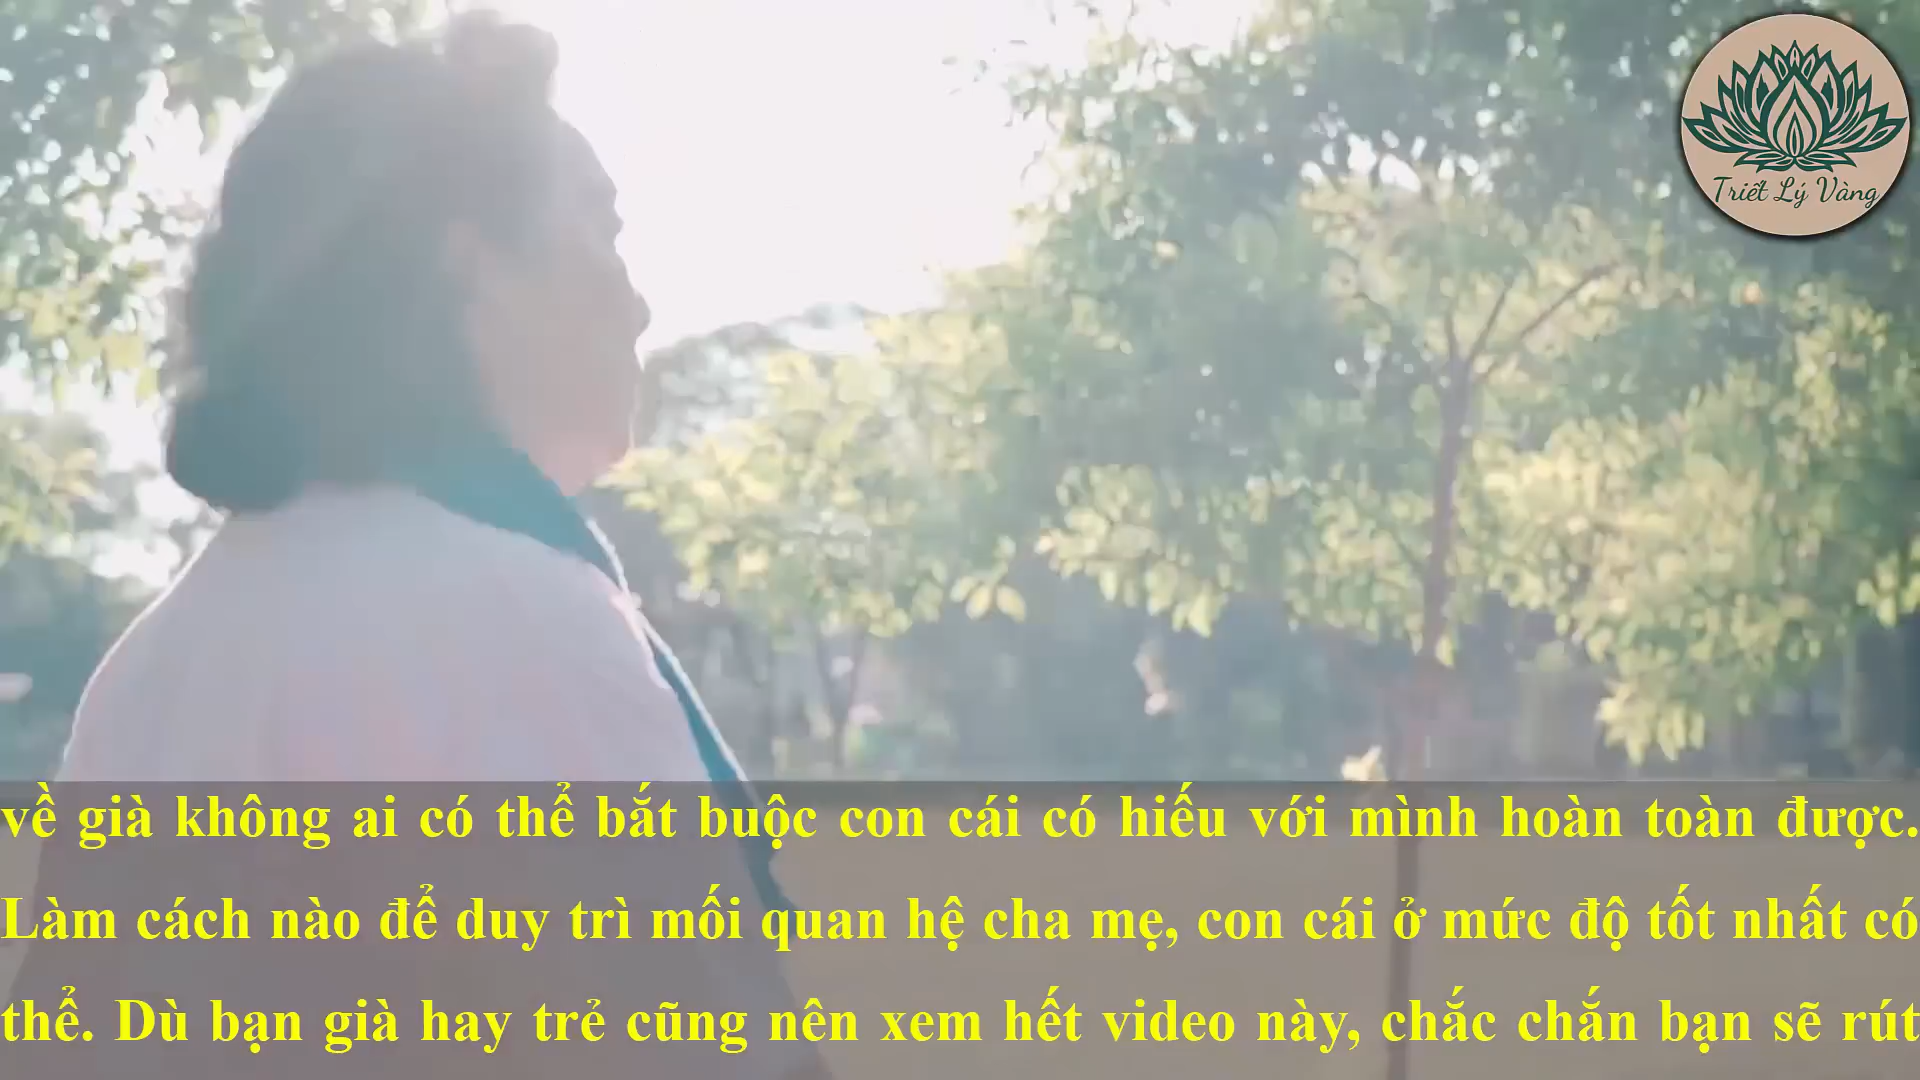 Triết Lý Vàng
về già không ai có thể bắt buộc con cái có hiếu với mình hoàn toàn được.
Làm cách nào để duy trì mối quan hệ cha mẹ, con cái ở mức độ tốt nhất có
thể. Dù bạn già hay trẻ cũng nên xem hết video này, chắc chắn bạn sẽ rút